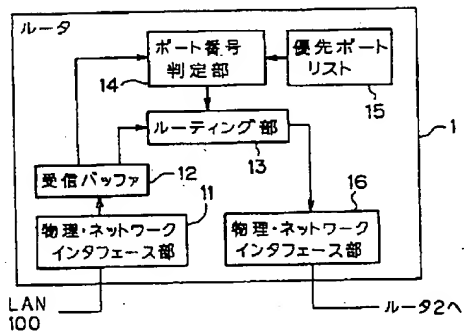 ルータ
ポート番号
判定部
14
優先ポート
リスト
15
ルーティング部
13
1
受信バッファ
12
11
16
物理・ネットワーク
インタフェース部
物理・ネットワーク
インタフェース部
LAN
100
ルータ2へ